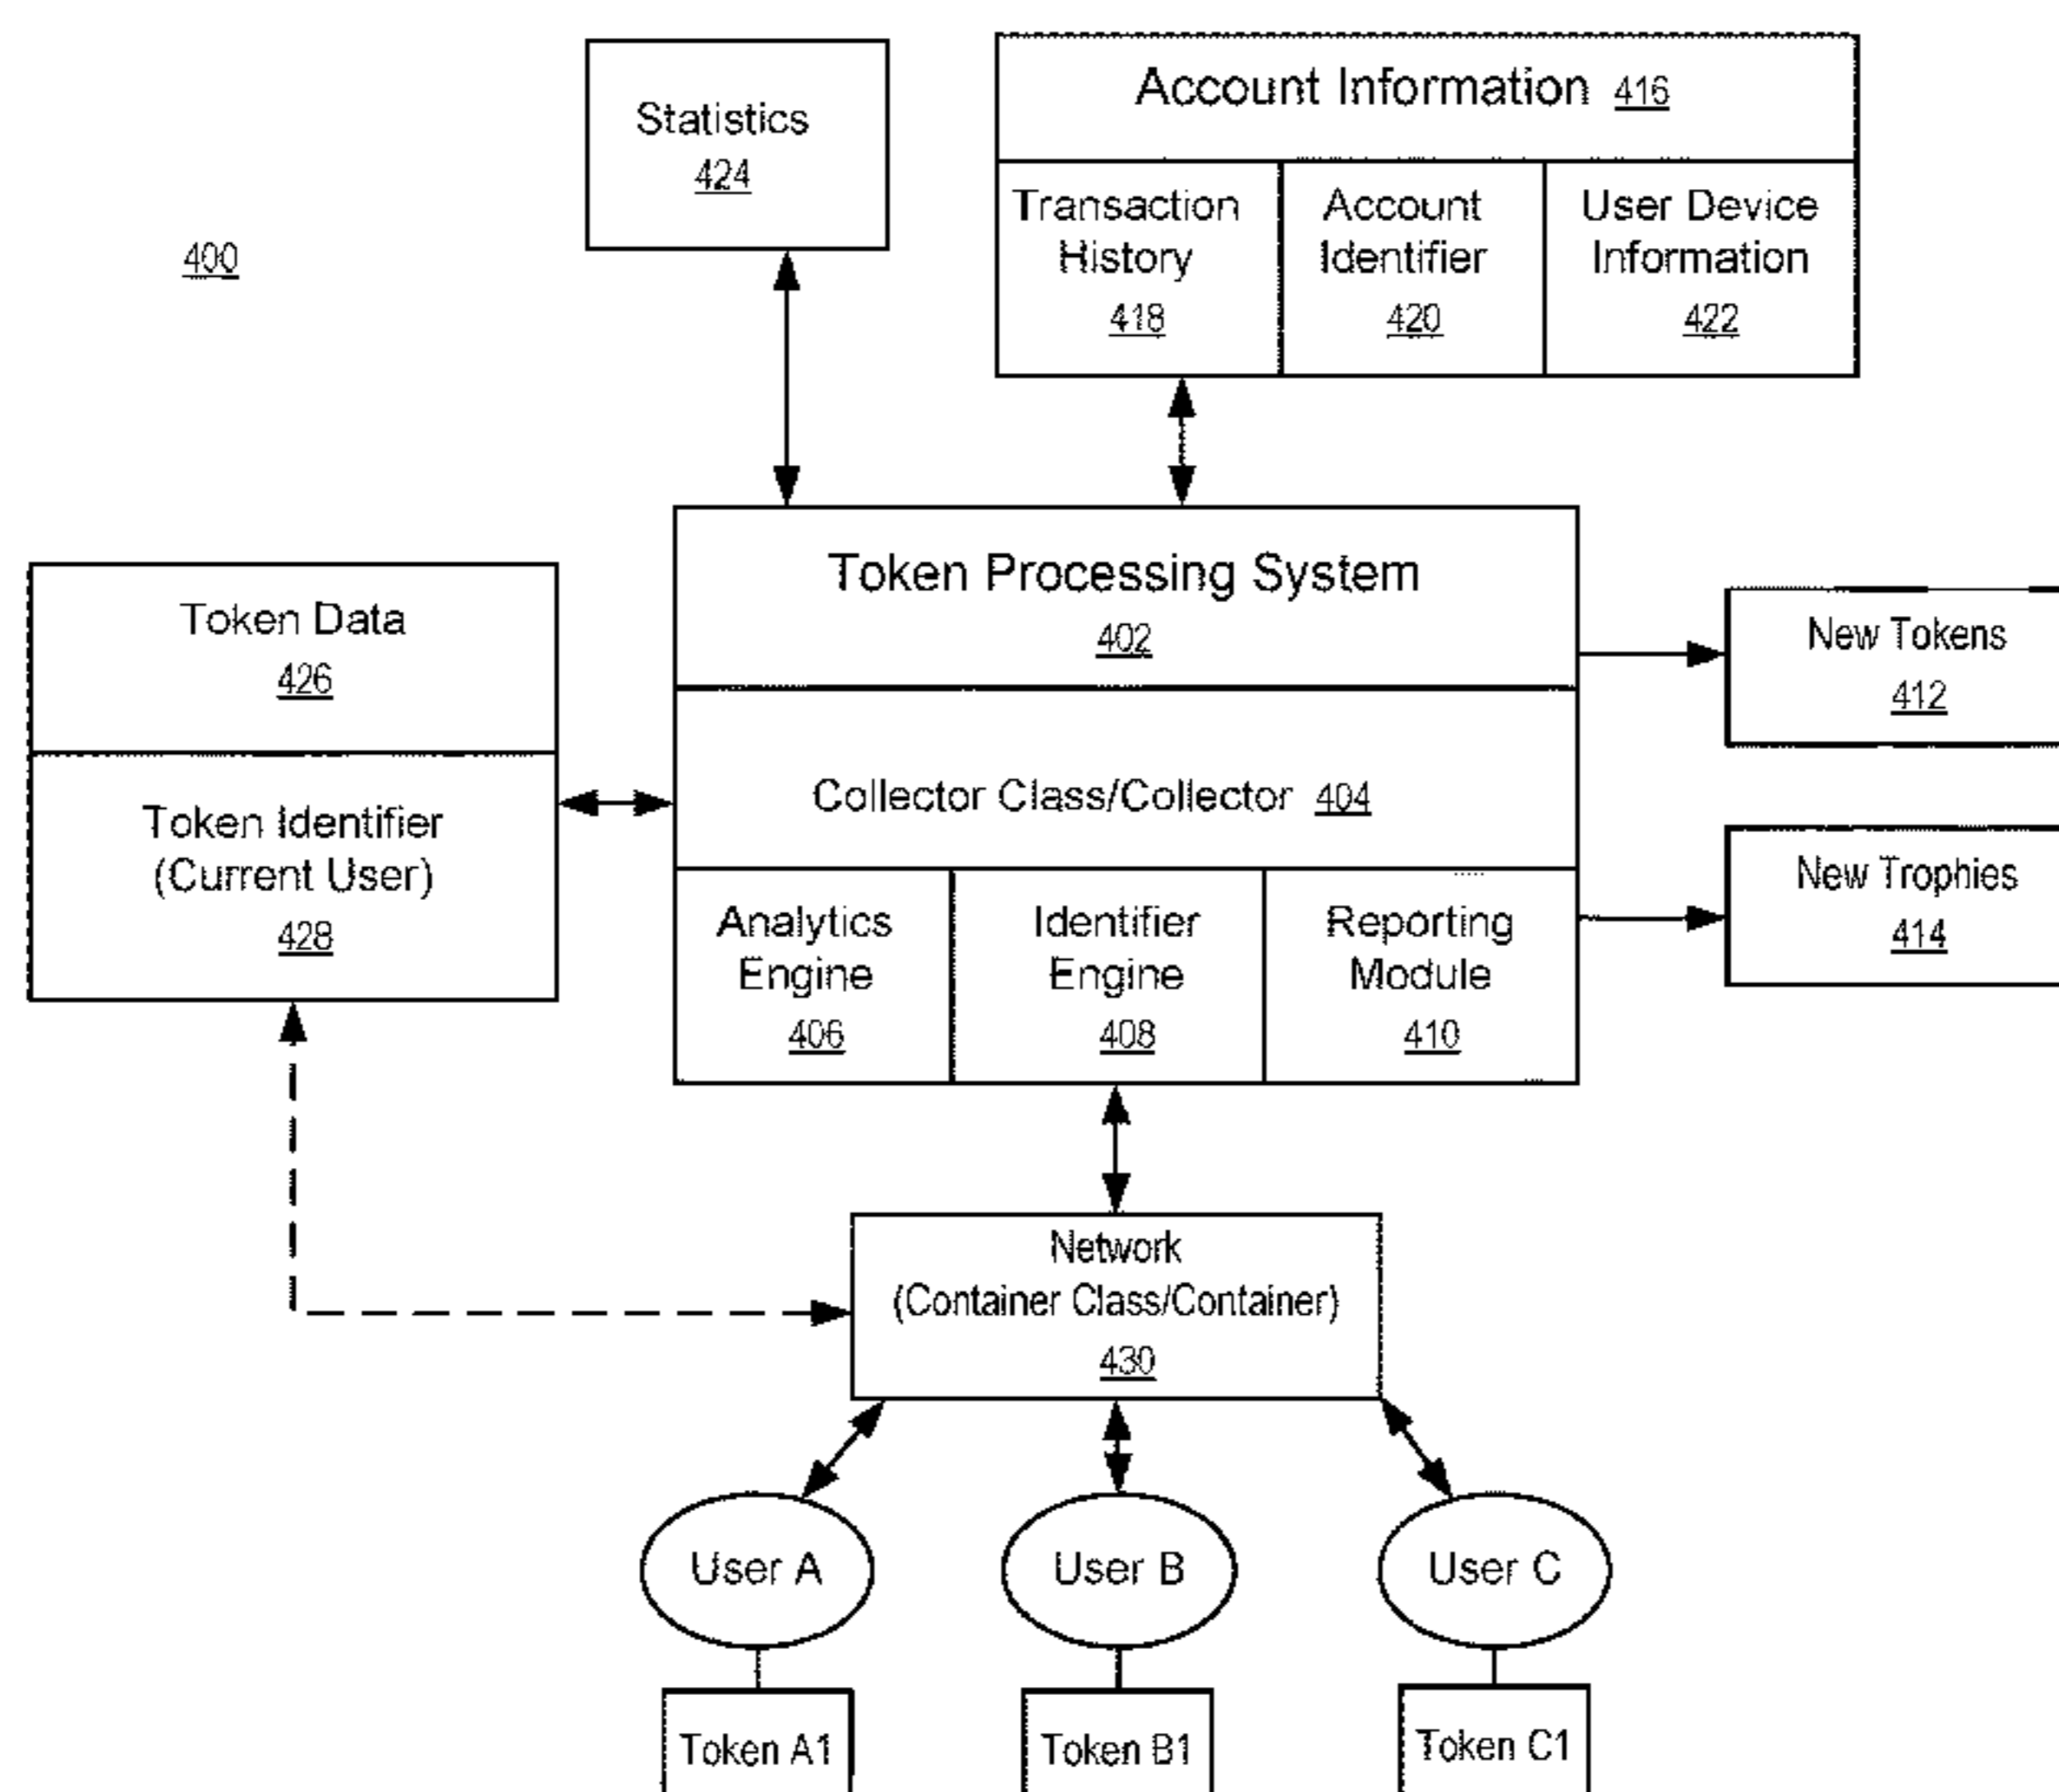 Statistics
424
Account Information 416
Transaction
History
418
Account
Identifier
420
User Device
Information
422
400
Token Processing System
402
Token Data
426
New Tokens
412
Collector Class/Collector 404
Token Identifier
(Current User)
428
New Trophies
414
Analytics
Engine
406
Identifier
Engine
408
Reporting
Module
410
Network
(Container Class/Container)
430
User A
User B
User C
Token A1
Token B1
Token C1